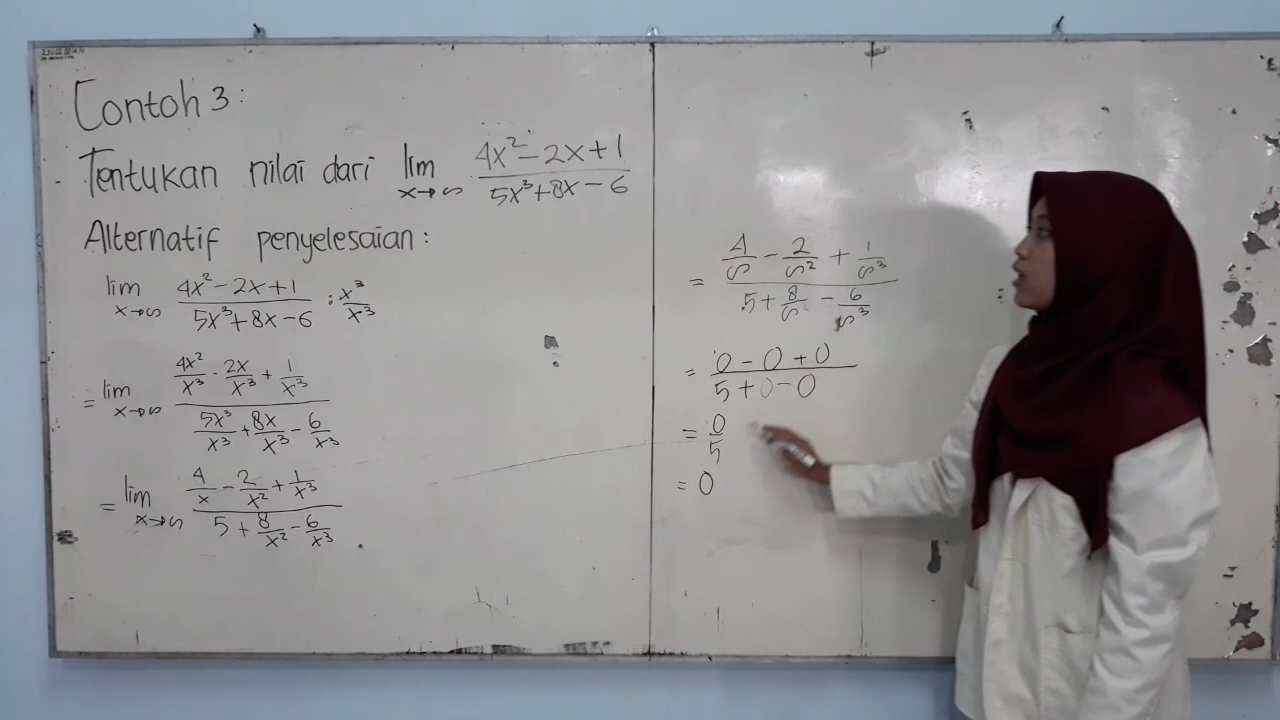 Contoh 3:
Tentukan nilai dari lim x→∞ (4x² - 2x + 1)/(5x³ + 8x - 6)
Alternatif penyelesaian:
lim x→∞ (4x² - 2x + 1)/(5x³ + 8x - 6) : x³/x³
= lim x→∞ (4x²/x³ - 2x/x³ + 1/x³)/(5x³/x³ + 8x/x³ - 6/x³)
= lim x→∞ (4/x - 2/x² + 1/x³)/(5 + 8/x² - 6/x³)
= (4/∞ - 2/∞² + 1/∞³)/(5 + 8/∞² - 6/∞³)
= (0 - 0 + 0)/(5 + 0 - 0)
= 0/5
= 0